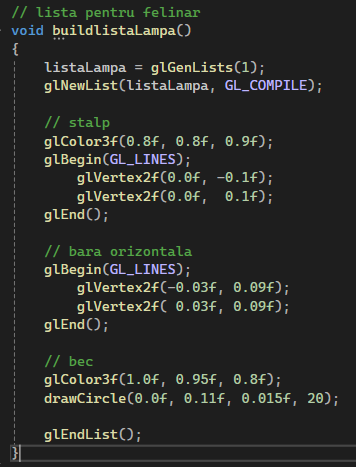 // lista pentru felinar
void buildlistaLampa()
{
    listaLampa = glGenLists(1);
    glNewList(listaLampa, GL_COMPILE);

    // stalp
    glColor3f(0.8f, 0.8f, 0.9f);
    glBegin(GL_LINES);
        glVertex2f(0.0f, -0.1f);
        glVertex2f(0.0f,  0.1f);
    glEnd();

    // bara orizontala
    glBegin(GL_LINES);
        glVertex2f(-0.03f, 0.09f);
        glVertex2f( 0.03f, 0.09f);
    glEnd();

    // bec
    glColor3f(1.0f, 0.95f, 0.8f);
    drawCircle(0.0f, 0.11f, 0.015f, 20);

    glEndList();
}